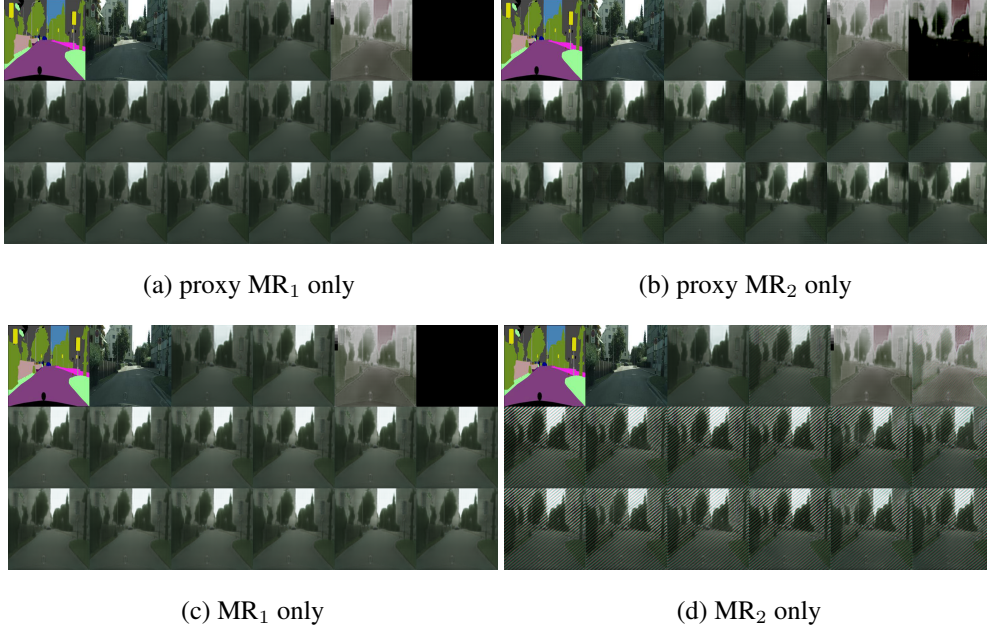 (a) proxy MR₁ only
(b) proxy MR₂ only
(c) MR₁ only
(d) MR₂ only